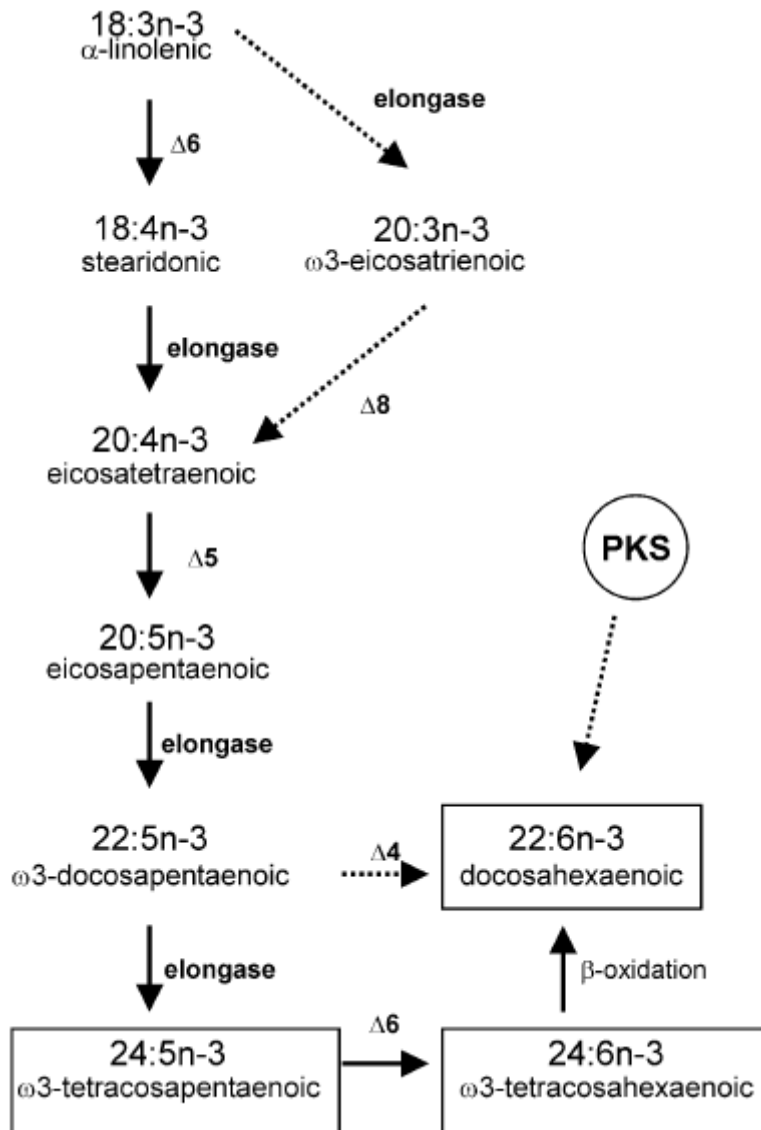 18:3n-3
α-linolenic
elongase
Δ6
18:4n-3
stearidonic
20:3n-3
ω3-eicosatrienoic
elongase
Δ8
20:4n-3
eicosatetraenoic
PKS
Δ5
20:5n-3
eicosapentaenoic
elongase
22:5n-3
ω3-docosapentaenoic
Δ4
22:6n-3
docosahexaenoic
elongase
β-oxidation
Δ6
24:5n-3
ω3-tetracosapentaenoic
24:6n-3
ω3-tetracosahexaenoic